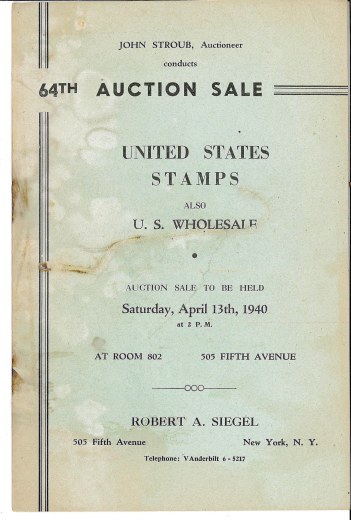 JOHN STROUB, Auctioneer
conducts
64TH AUCTION SALE
UNITED STATES
STAMPS
ALSO
U. S. WHOLESALE
AUCTION SALE TO BE HELD
Saturday, April 13th, 1940
at 2 P. M.
AT ROOM 802 505 FIFTH AVENUE
ROBERT A. SIEGEL
505 Fifth Avenue New York, N. Y.
Telephone: VAnderbilt 6 - 5217